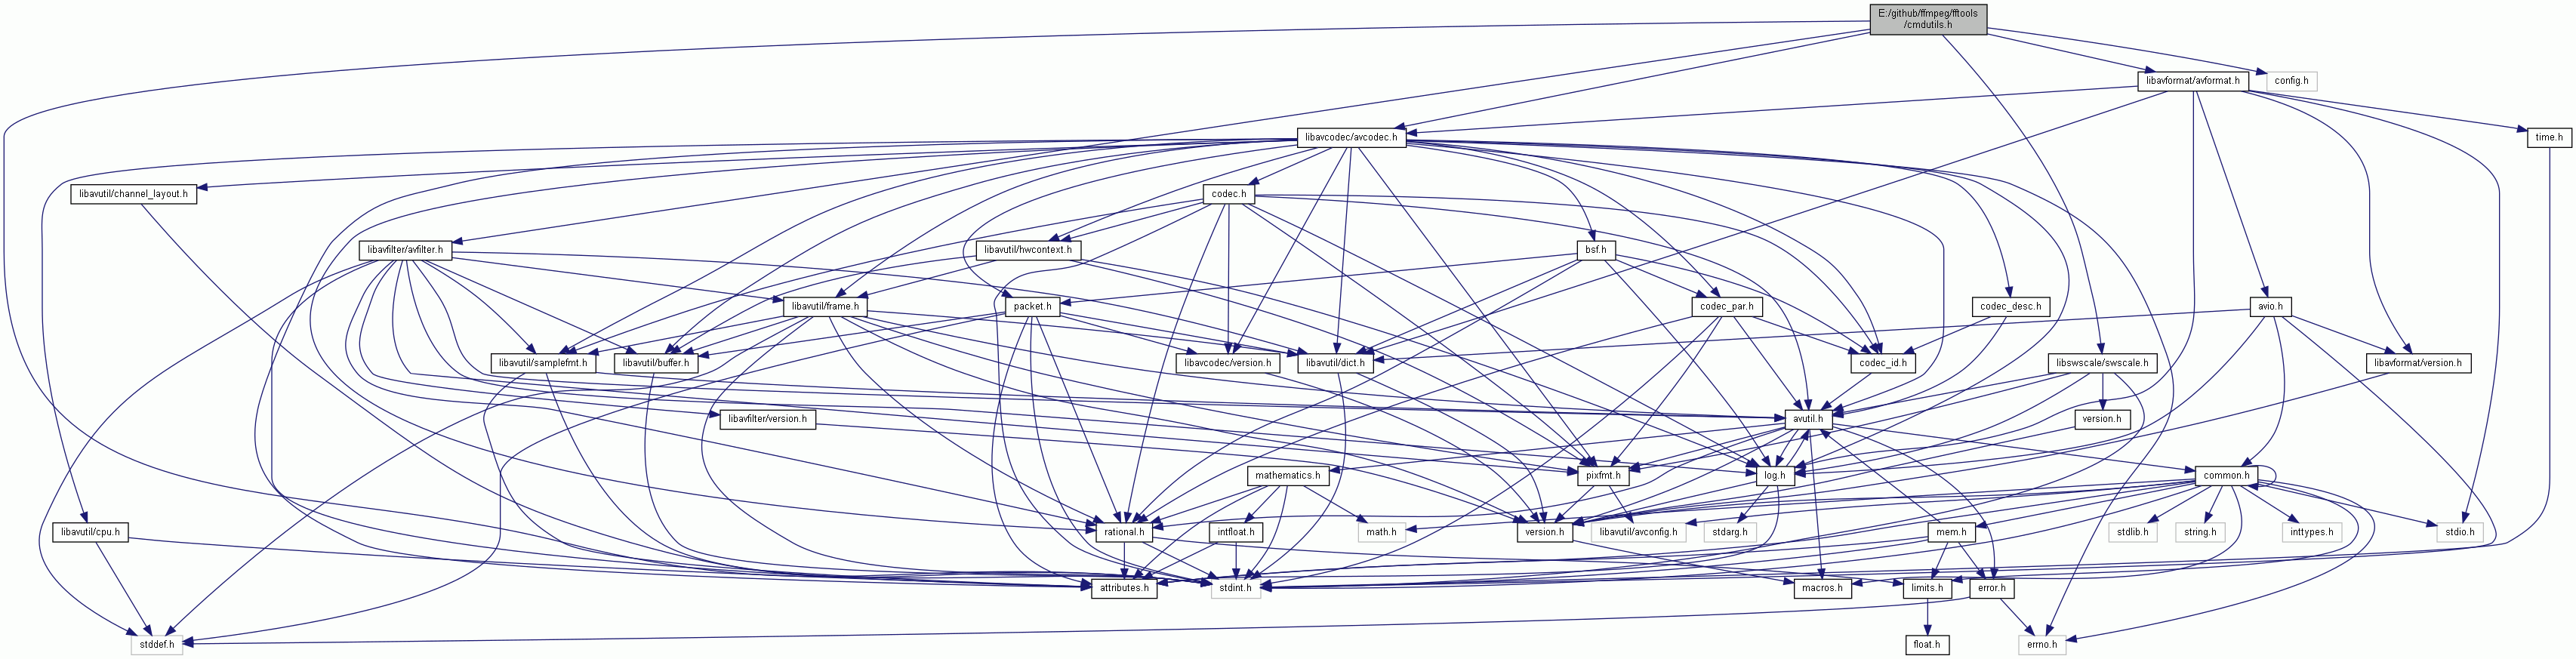 E:/github/ffmpeg/fftools
/cmdutils.h
libavformat/avformat.h
config.h
libavcodec/avcodec.h
time.h
libavutil/channel_layout.h
codec.h
libavfilter/avfilter.h
libavutil/hwcontext.h
bsf.h
libavutil/frame.h
packet.h
codec_par.h
codec_desc.h
avio.h
libavutil/samplefmt.h
libavutil/buffer.h
libavcodec/version.h
libavutil/dict.h
codec_id.h
libswscale/swscale.h
libavformat/version.h
libavfilter/version.h
avutil.h
version.h
mathematics.h
pixfmt.h
log.h
common.h
libavutil/cpu.h
rational.h
intfloat.h
math.h
version.h
libavutil/avconfig.h
stdarg.h
mem.h
stdlib.h
string.h
inttypes.h
stdio.h
attributes.h
stdint.h
macros.h
limits.h
error.h
stddef.h
float.h
errno.h